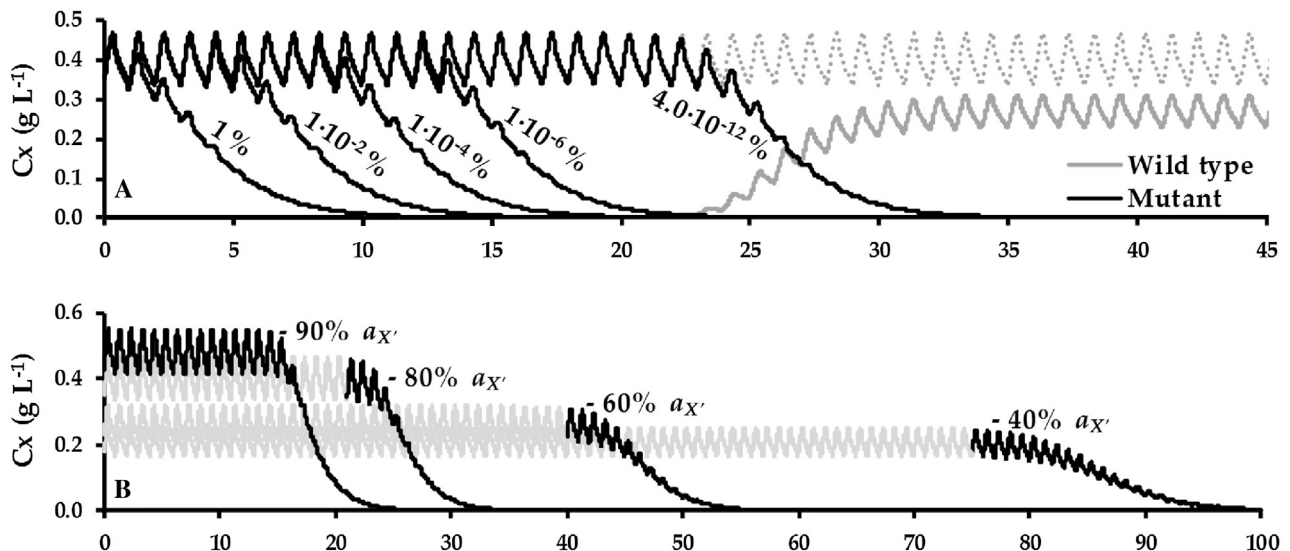 Cx (g L-1)
0.5
0.4
0.3
0.2
0.1
0.0
A
1 %
1·10-2 %
1·10-4 %
1·10-6 %
4.0·10-12 %
Wild type
Mutant
0 5 10 15 20 25 30 35 40 45
Cx (g L-1)
0.6
0.4
0.2
0.0
B
- 90% aX'
- 80% aX'
- 60% aX'
- 40% aX'
0 10 20 30 40 50 60 70 80 90 100